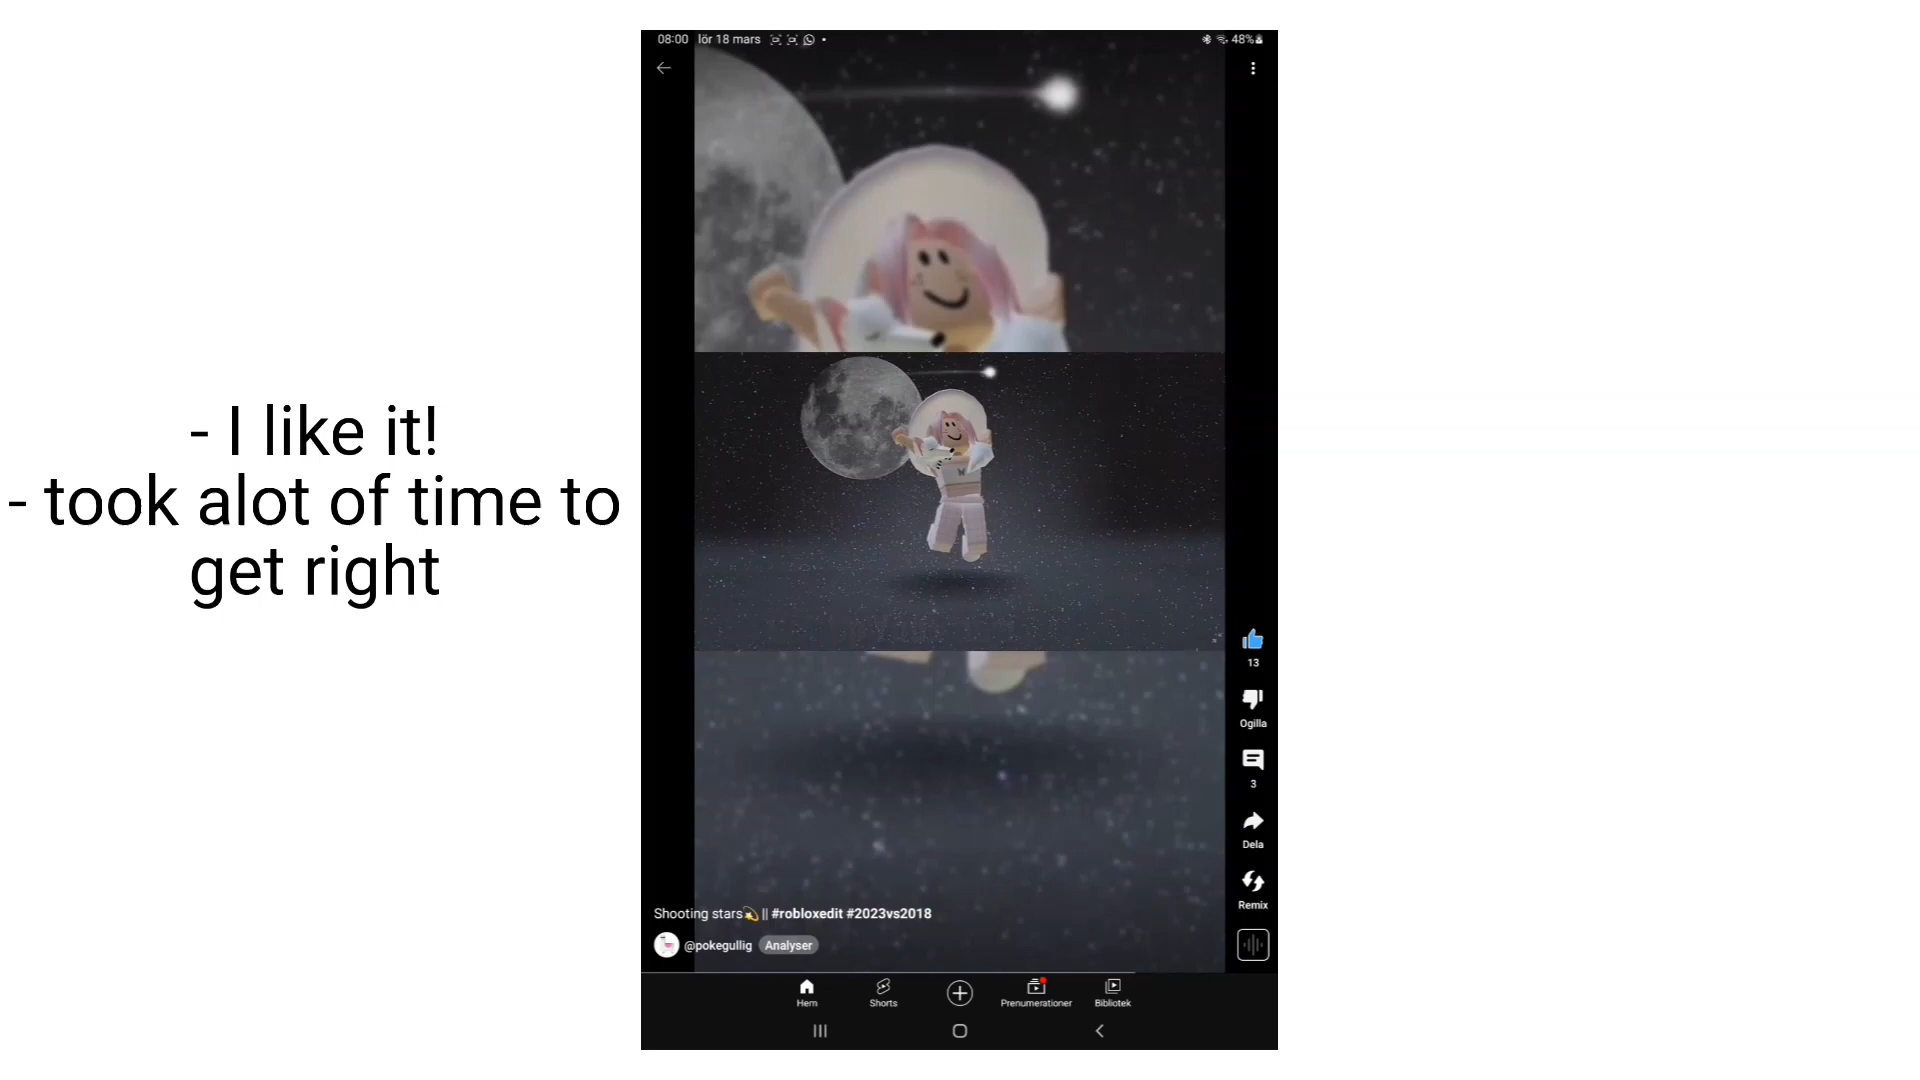 08:00 lör 18 mars
48%
- I like it!
- took alot of time to
get right
13
Ogilla
3
Dela
Remix
Shooting stars💫 || #robloxedit #2023vs2018
@pokegullig Analyser
Hem Shorts Prenumerationer Bibliotek